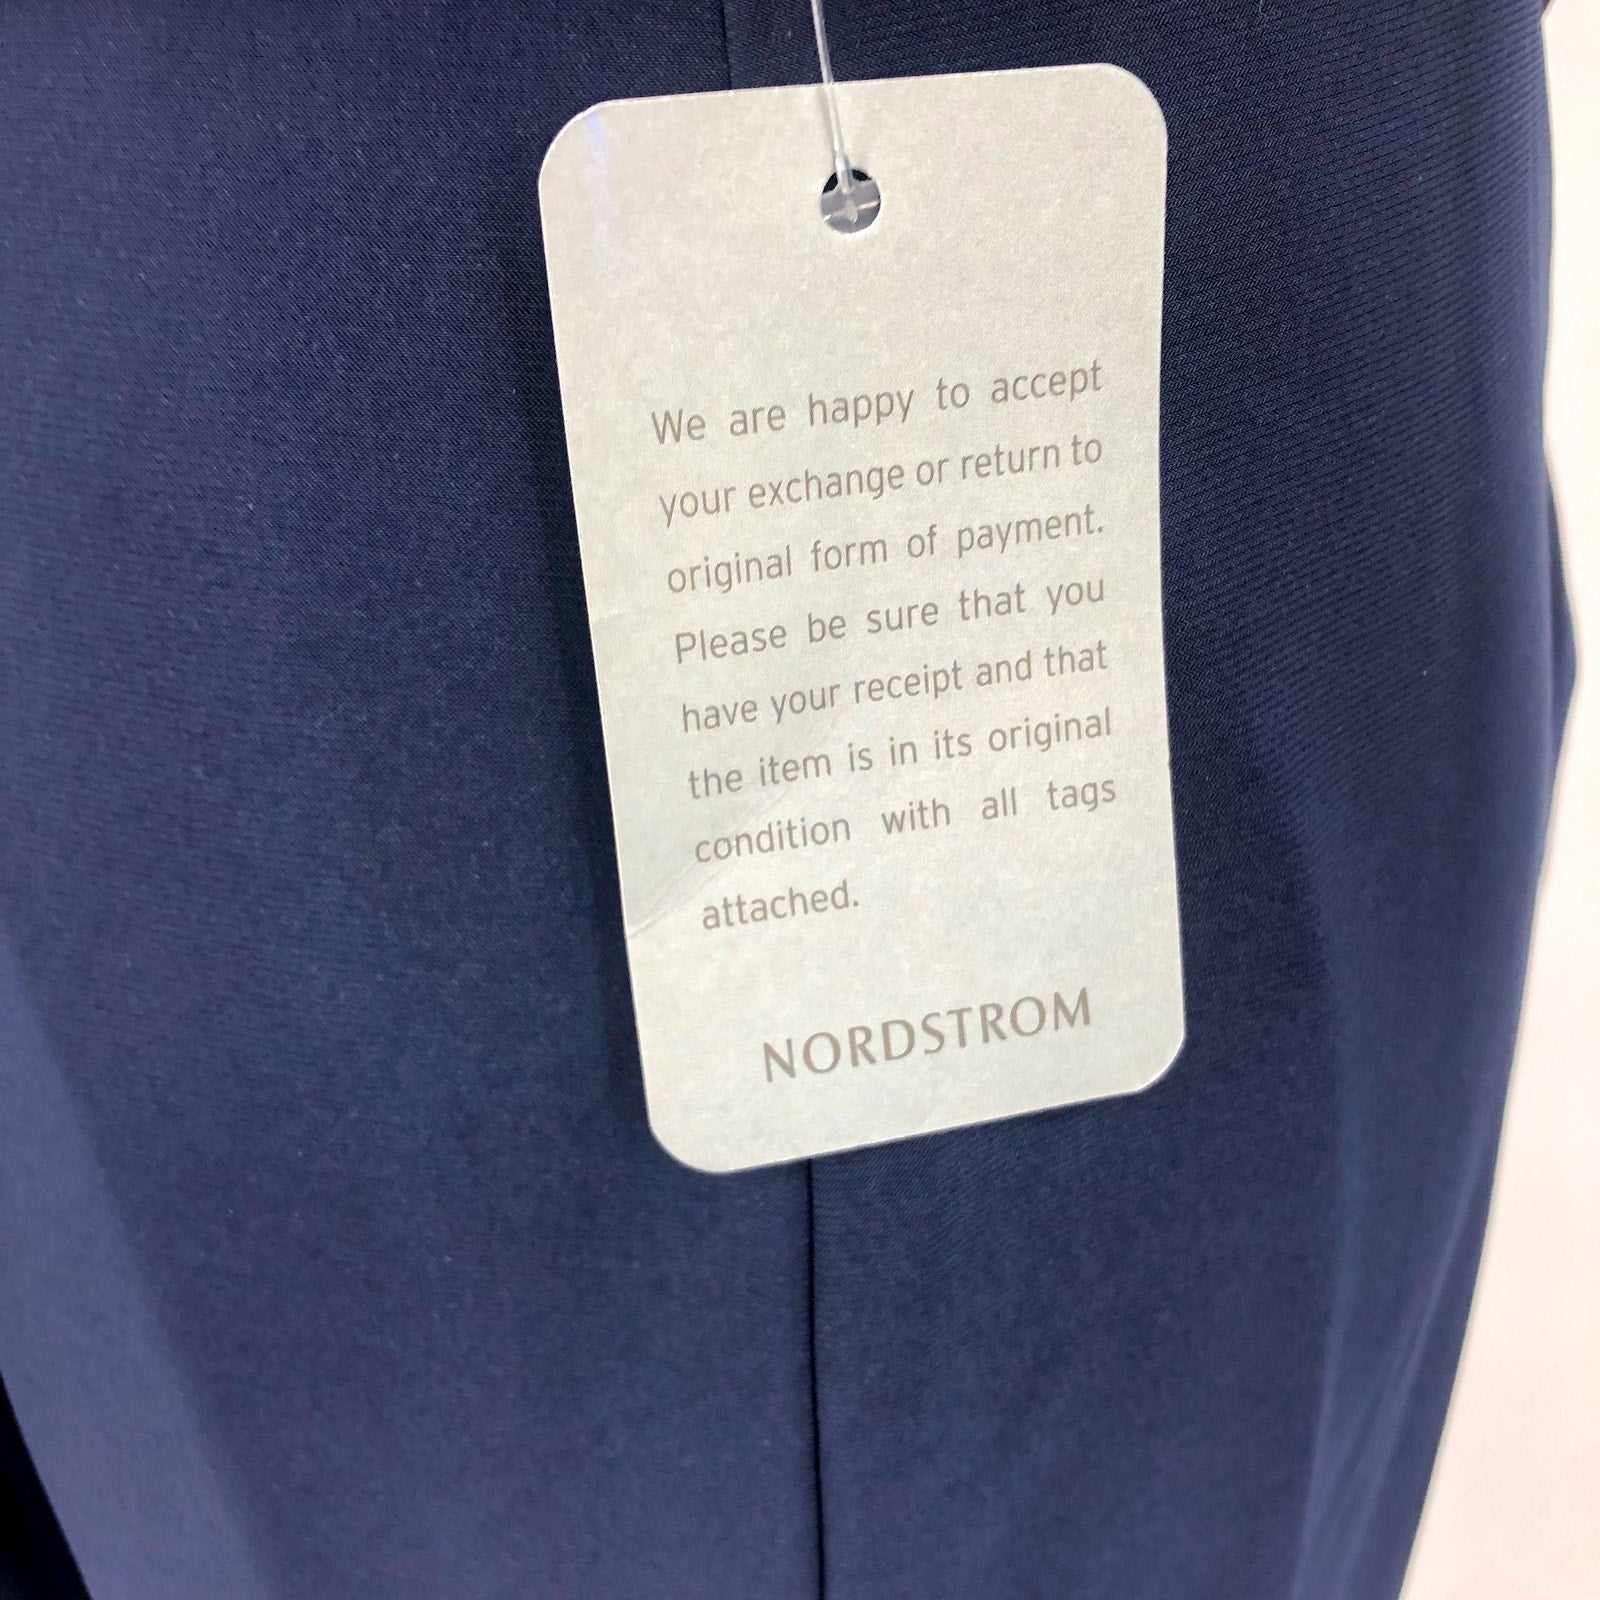 We are happy to accept
your exchange or return to
original form of payment.
Please be sure that you
have your receipt and that
the item is in its original
condition with all tags
attached.
NORDSTROM